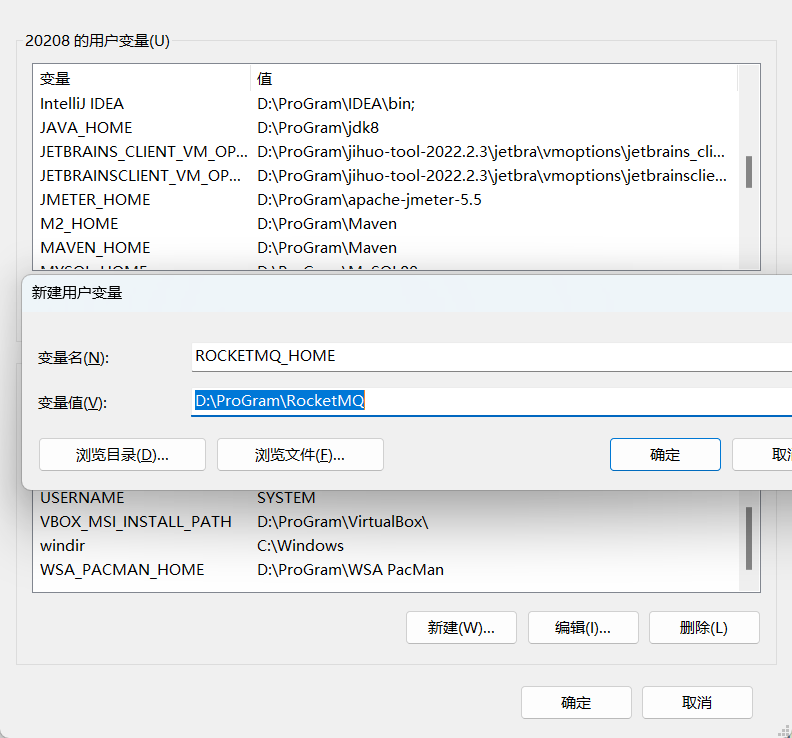 20208 的用户变量(U)
变量 值
IntelliJ IDEA D:\ProGram\IDEA\bin;
JAVA_HOME D:\ProGram\jdk8
JETBRAINS_CLIENT_VM_OP... D:\ProGram\jihuo-tool-2022.2.3\jetbra\vmoptions\jetbrains_cli...
JETBRAINSCLIENT_VM_OP... D:\ProGram\jihuo-tool-2022.2.3\jetbra\vmoptions\jetbrainsclie...
JMETER_HOME D:\ProGram\apache-jmeter-5.5
M2_HOME D:\ProGram\Maven
MAVEN_HOME D:\ProGram\Maven
新建用户变量
变量名(N): ROCKETMQ_HOME
变量值(V): D:\ProGram\RocketMQ
浏览目录(D)... 浏览文件(F)... 确定 取
USERNAME SYSTEM
VBOX_MSI_INSTALL_PATH D:\ProGram\VirtualBox\
windir C:\Windows
WSA_PACMAN_HOME D:\ProGram\WSA PacMan
新建(W)... 编辑(I)... 删除(L)
确定 取消